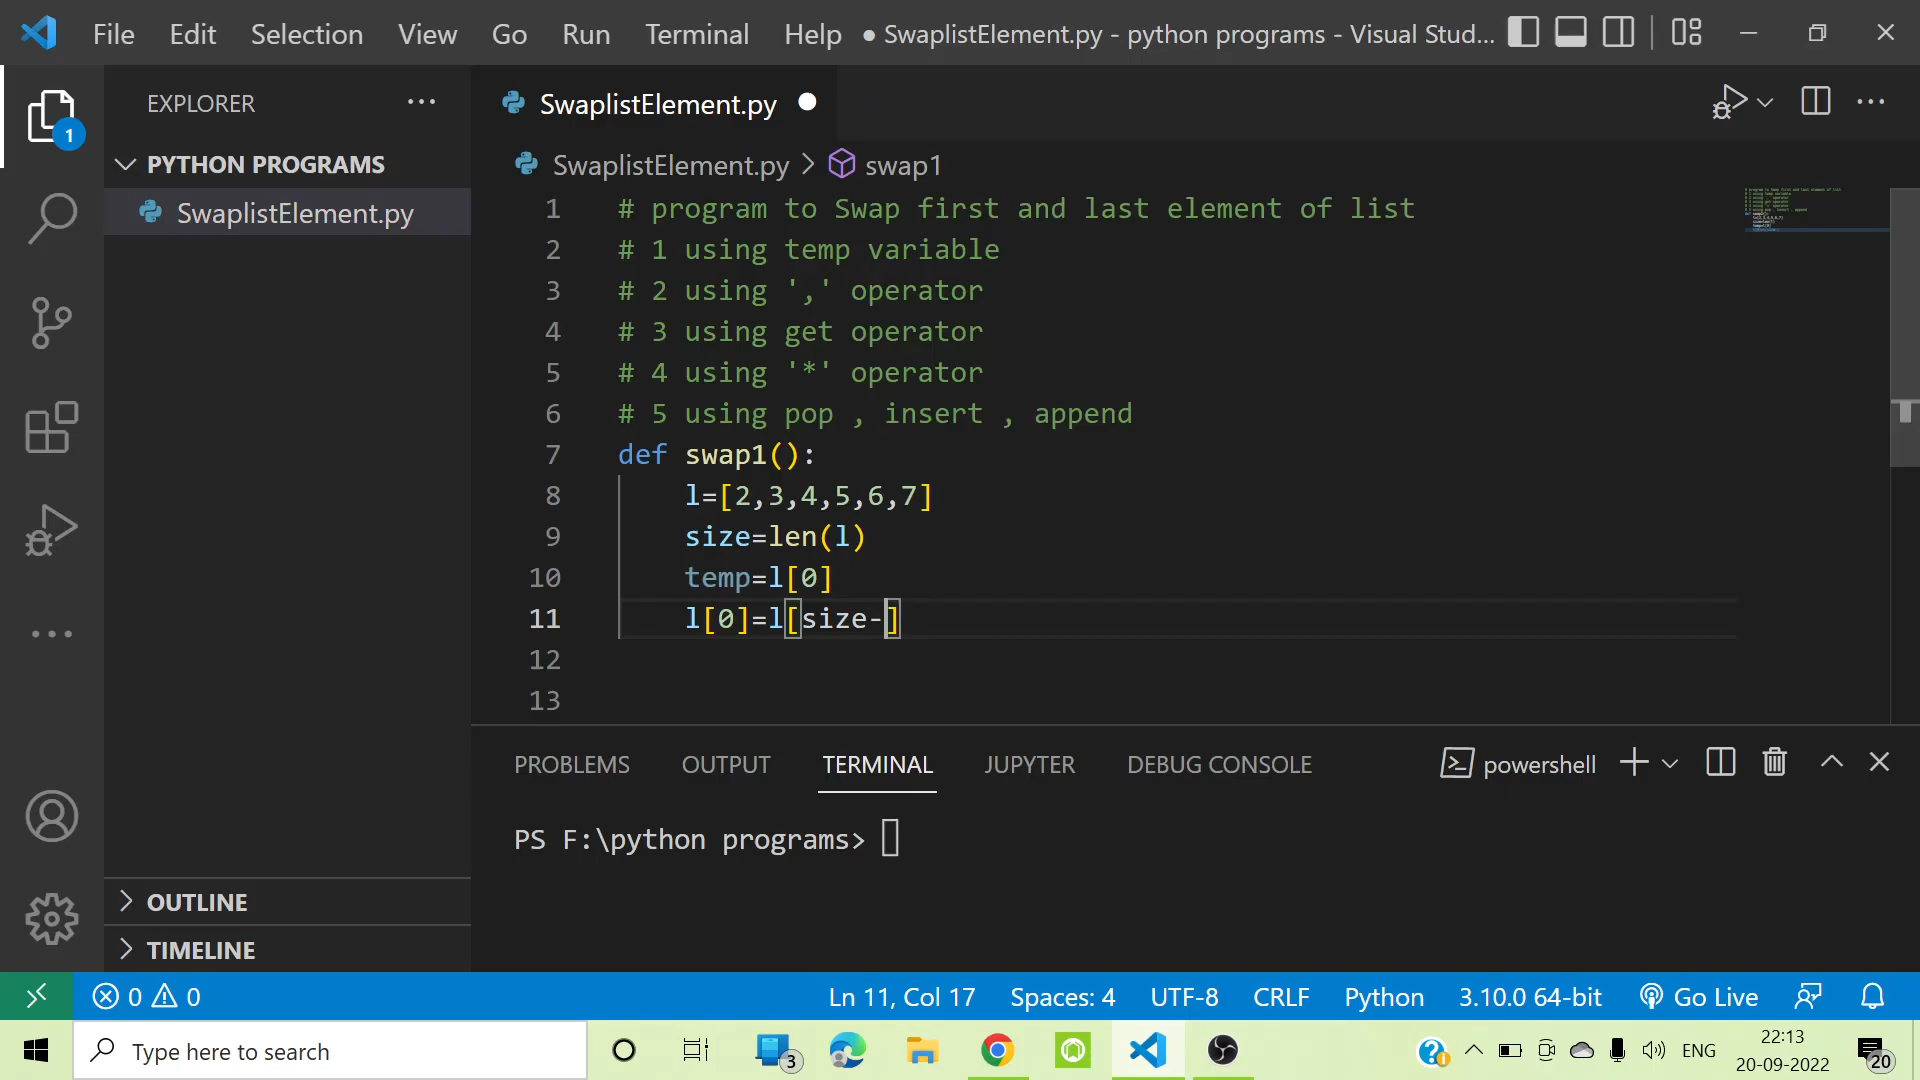 File Edit Selection View Go Run Terminal Help ● SwaplistElement.py - python programs - Visual Stud...
EXPLORER ···
SwaplistElement.py
1
PYTHON PROGRAMS
SwaplistElement.py > swap1
SwaplistElement.py
1 # program to Swap first and last element of list
2 # 1 using temp variable
3 # 2 using ',' operator
4 # 3 using get operator
5 # 4 using '*' operator
6 # 5 using pop , insert , append
7 def swap1():
8 l=[2,3,4,5,6,7]
9 size=len(l)
10 temp=l[0]
11 l[0]=l[size-]
12
13
PROBLEMS OUTPUT TERMINAL JUPYTER DEBUG CONSOLE powershell
PS F:\python programs>
OUTLINE
TIMELINE
0 0 Ln 11, Col 17 Spaces: 4 UTF-8 CRLF Python 3.10.0 64-bit Go Live
Type here to search 3 ENG 22:13
20-09-2022 20